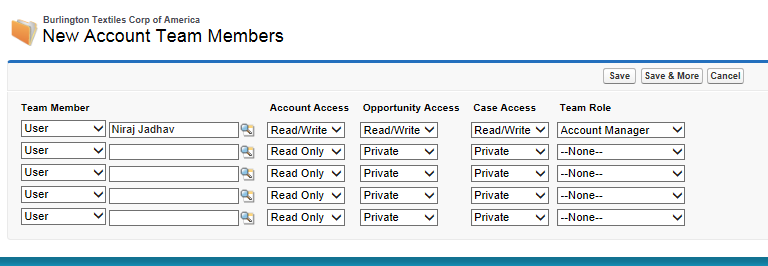 Burlington Textiles Corp of America
New Account Team Members
Save Save & More Cancel
Team Member Account Access Opportunity Access Case Access Team Role
User Niraj Jadhav Read/Write Read/Write Read/Write Account Manager
User Read Only Private Private --None--
User Read Only Private Private --None--
User Read Only Private Private --None--
User Read Only Private Private --None--